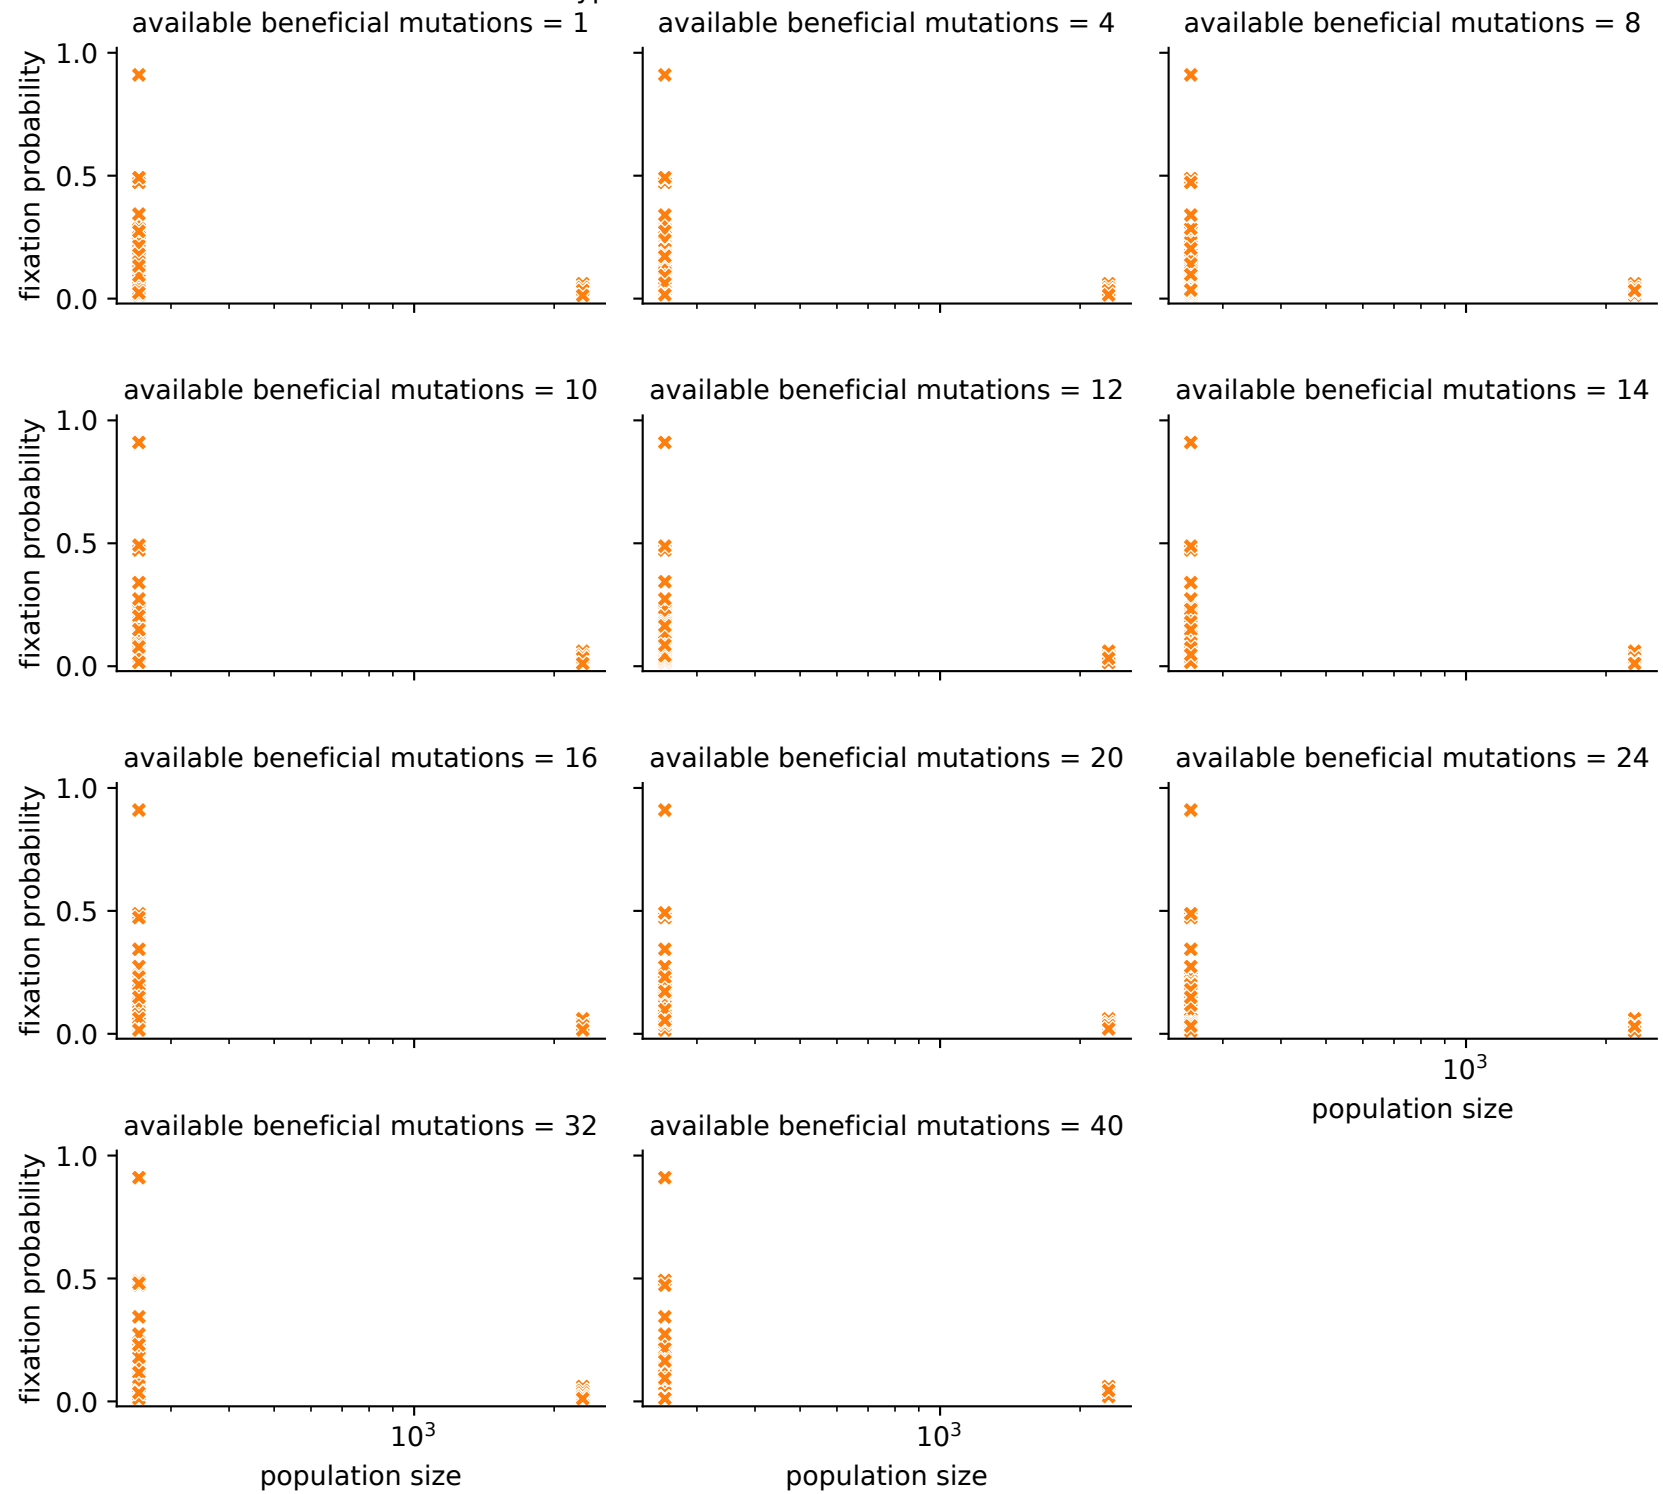 available beneficial mutations = 1
available beneficial mutations = 4
available beneficial mutations = 8
fixation probability
1.0
0.5
0.0
available beneficial mutations = 10
available beneficial mutations = 12
available beneficial mutations = 14
fixation probability
1.0
0.5
0.0
available beneficial mutations = 16
available beneficial mutations = 20
available beneficial mutations = 24
fixation probability
1.0
0.5
0.0
10³
population size
available beneficial mutations = 32
available beneficial mutations = 40
fixation probability
1.0
0.5
0.0
10³
10³
population size
population size